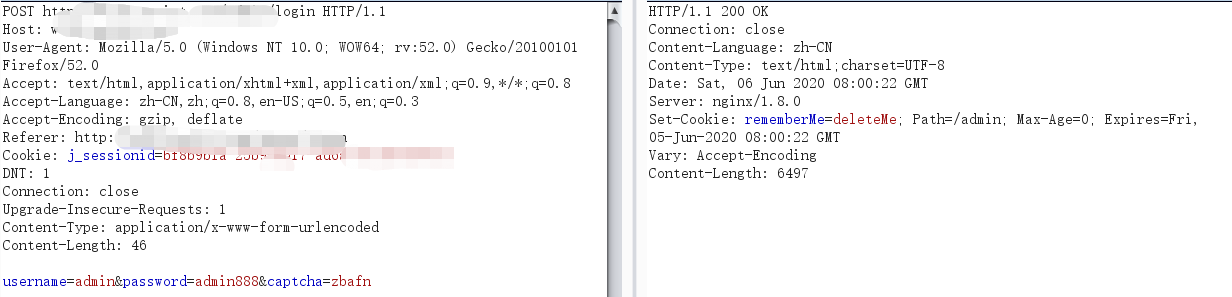 POST htt /login HTTP/1.1
Host:
User-Agent: Mozilla/5.0 (Windows NT 10.0; WOW64; rv:52.0) Gecko/20100101
Firefox/52.0
Accept: text/html,application/xhtml+xml,application/xml;q=0.9,*/*;q=0.8
Accept-Language: zh-CN,zh;q=0.8,en-US;q=0.5,en;q=0.3
Accept-Encoding: gzip, deflate
Referer: http:
Cookie: j_sessionid=
DNT: 1
Connection: close
Upgrade-Insecure-Requests: 1
Content-Type: application/x-www-form-urlencoded
Content-Length: 46
username=admin&password=admin888&captcha=zbafn
HTTP/1.1 200 OK
Connection: close
Content-Language: zh-CN
Content-Type: text/html;charset=UTF-8
Date: Sat, 06 Jun 2020 08:00:22 GMT
Server: nginx/1.8.0
Set-Cookie: rememberMe=deleteMe; Path=/admin; Max-Age=0; Expires=Fri,
05-Jun-2020 08:00:22 GMT
Vary: Accept-Encoding
Content-Length: 6497